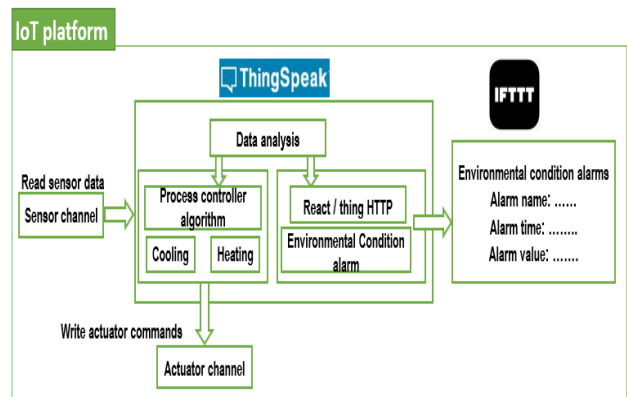 IoT platform
ThingSpeak
IFTTT
Data analysis
Read sensor data
Sensor channel
Process controller
algorithm
Cooling
Heating
React / thing HTTP
Environmental Condition
alarm
Environmental condition alarms
Alarm name: ......
Alarm time: ........
Alarm value: .......
Write actuator commands
Actuator channel